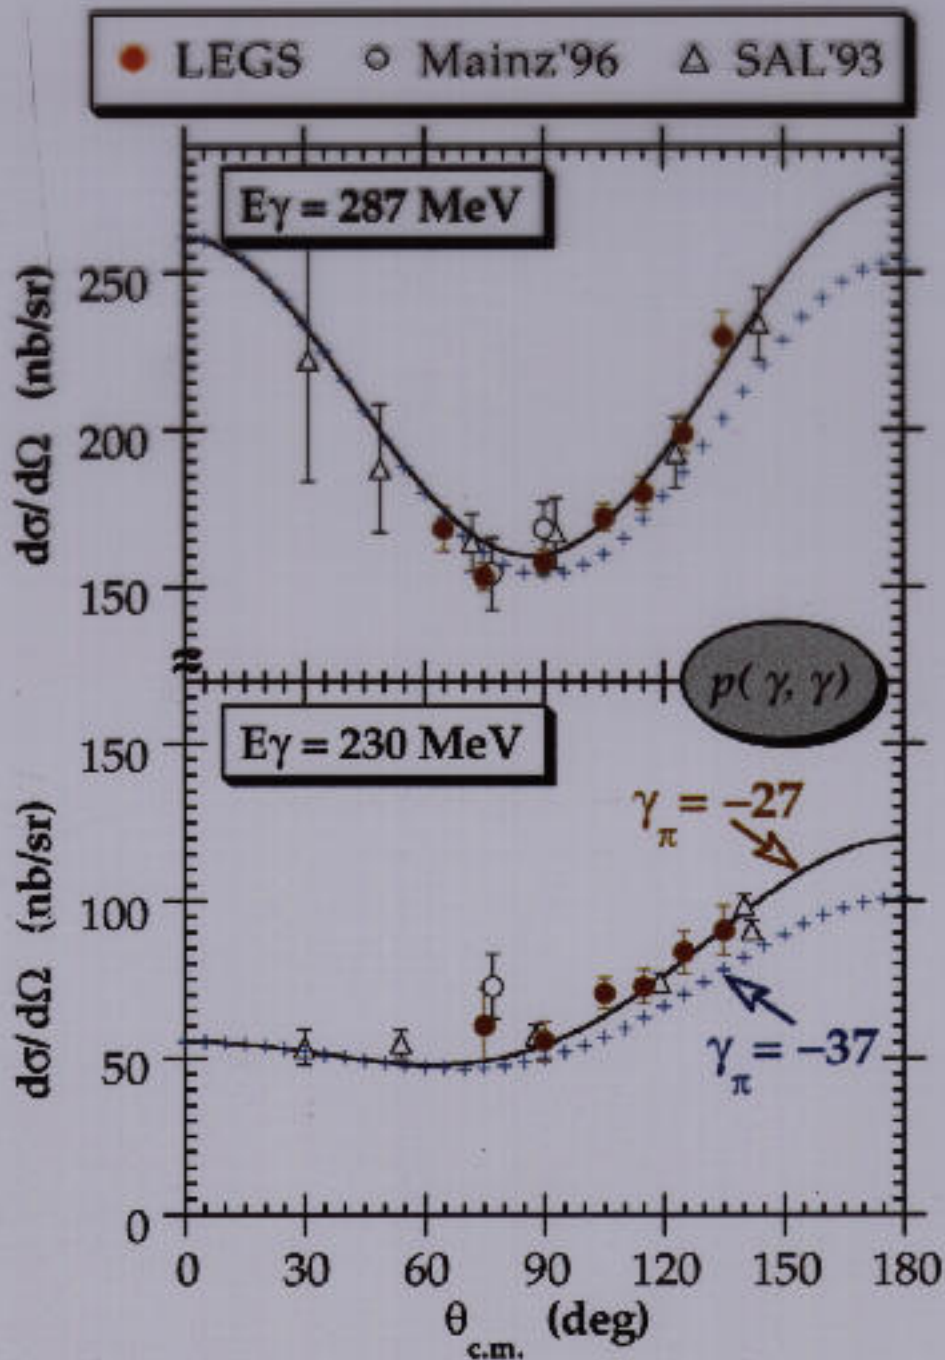 LEGS Mainz'96 SAL'93
Eγ = 287 MeV
dσ/dΩ (nb/sr)
250
200
150
p( γ, γ)
Eγ = 230 MeV
dσ/dΩ (nb/sr)
150
100
50
0
γπ = −27
γπ = −37
0 30 60 90 120 150 180
θc.m. (deg)